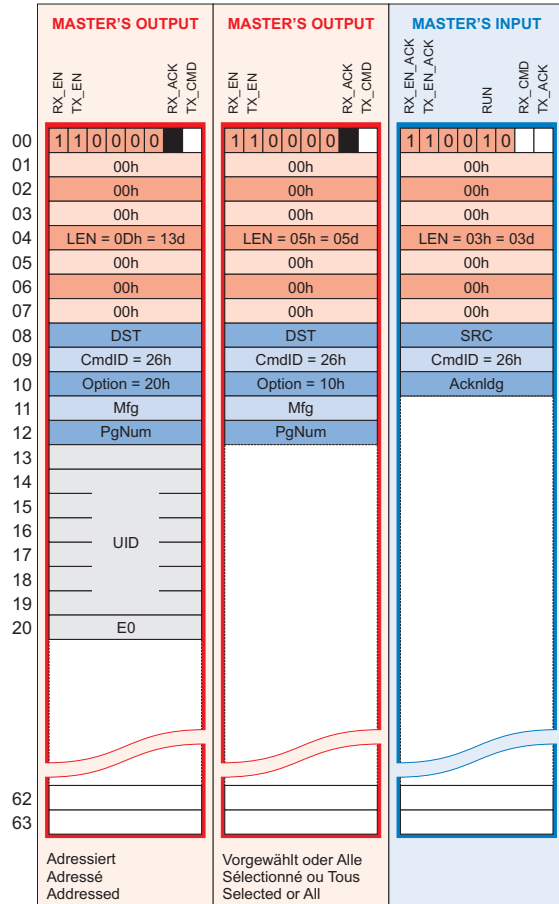 MASTER'S OUTPUT MASTER'S OUTPUT MASTER'S INPUT
RX_EN TX_EN RX_ACK TX_CMD RX_EN TX_EN RX_ACK TX_CMD RX_EN_ACK TX_EN_ACK RUN RX_CMD TX_ACK
00 1 1 0 0 0 0 1 1 0 0 0 0 1 1 0 0 1 0
01 00h 00h 00h
02 00h 00h 00h
03 00h 00h 00h
04 LEN = 0Dh = 13d LEN = 05h = 05d LEN = 03h = 03d
05 00h 00h 00h
06 00h 00h 00h
07 00h 00h 00h
08 DST DST SRC
09 CmdID = 26h CmdID = 26h CmdID = 26h
10 Option = 20h Option = 10h Acknldg
11 Mfg Mfg
12 PgNum PgNum
13
14
15
16
UID
17
18
19
20 E0
62
63
Adressiert Vorgewählt oder Alle
Adressé Sélectionné ou Tous
Addressed Selected or All